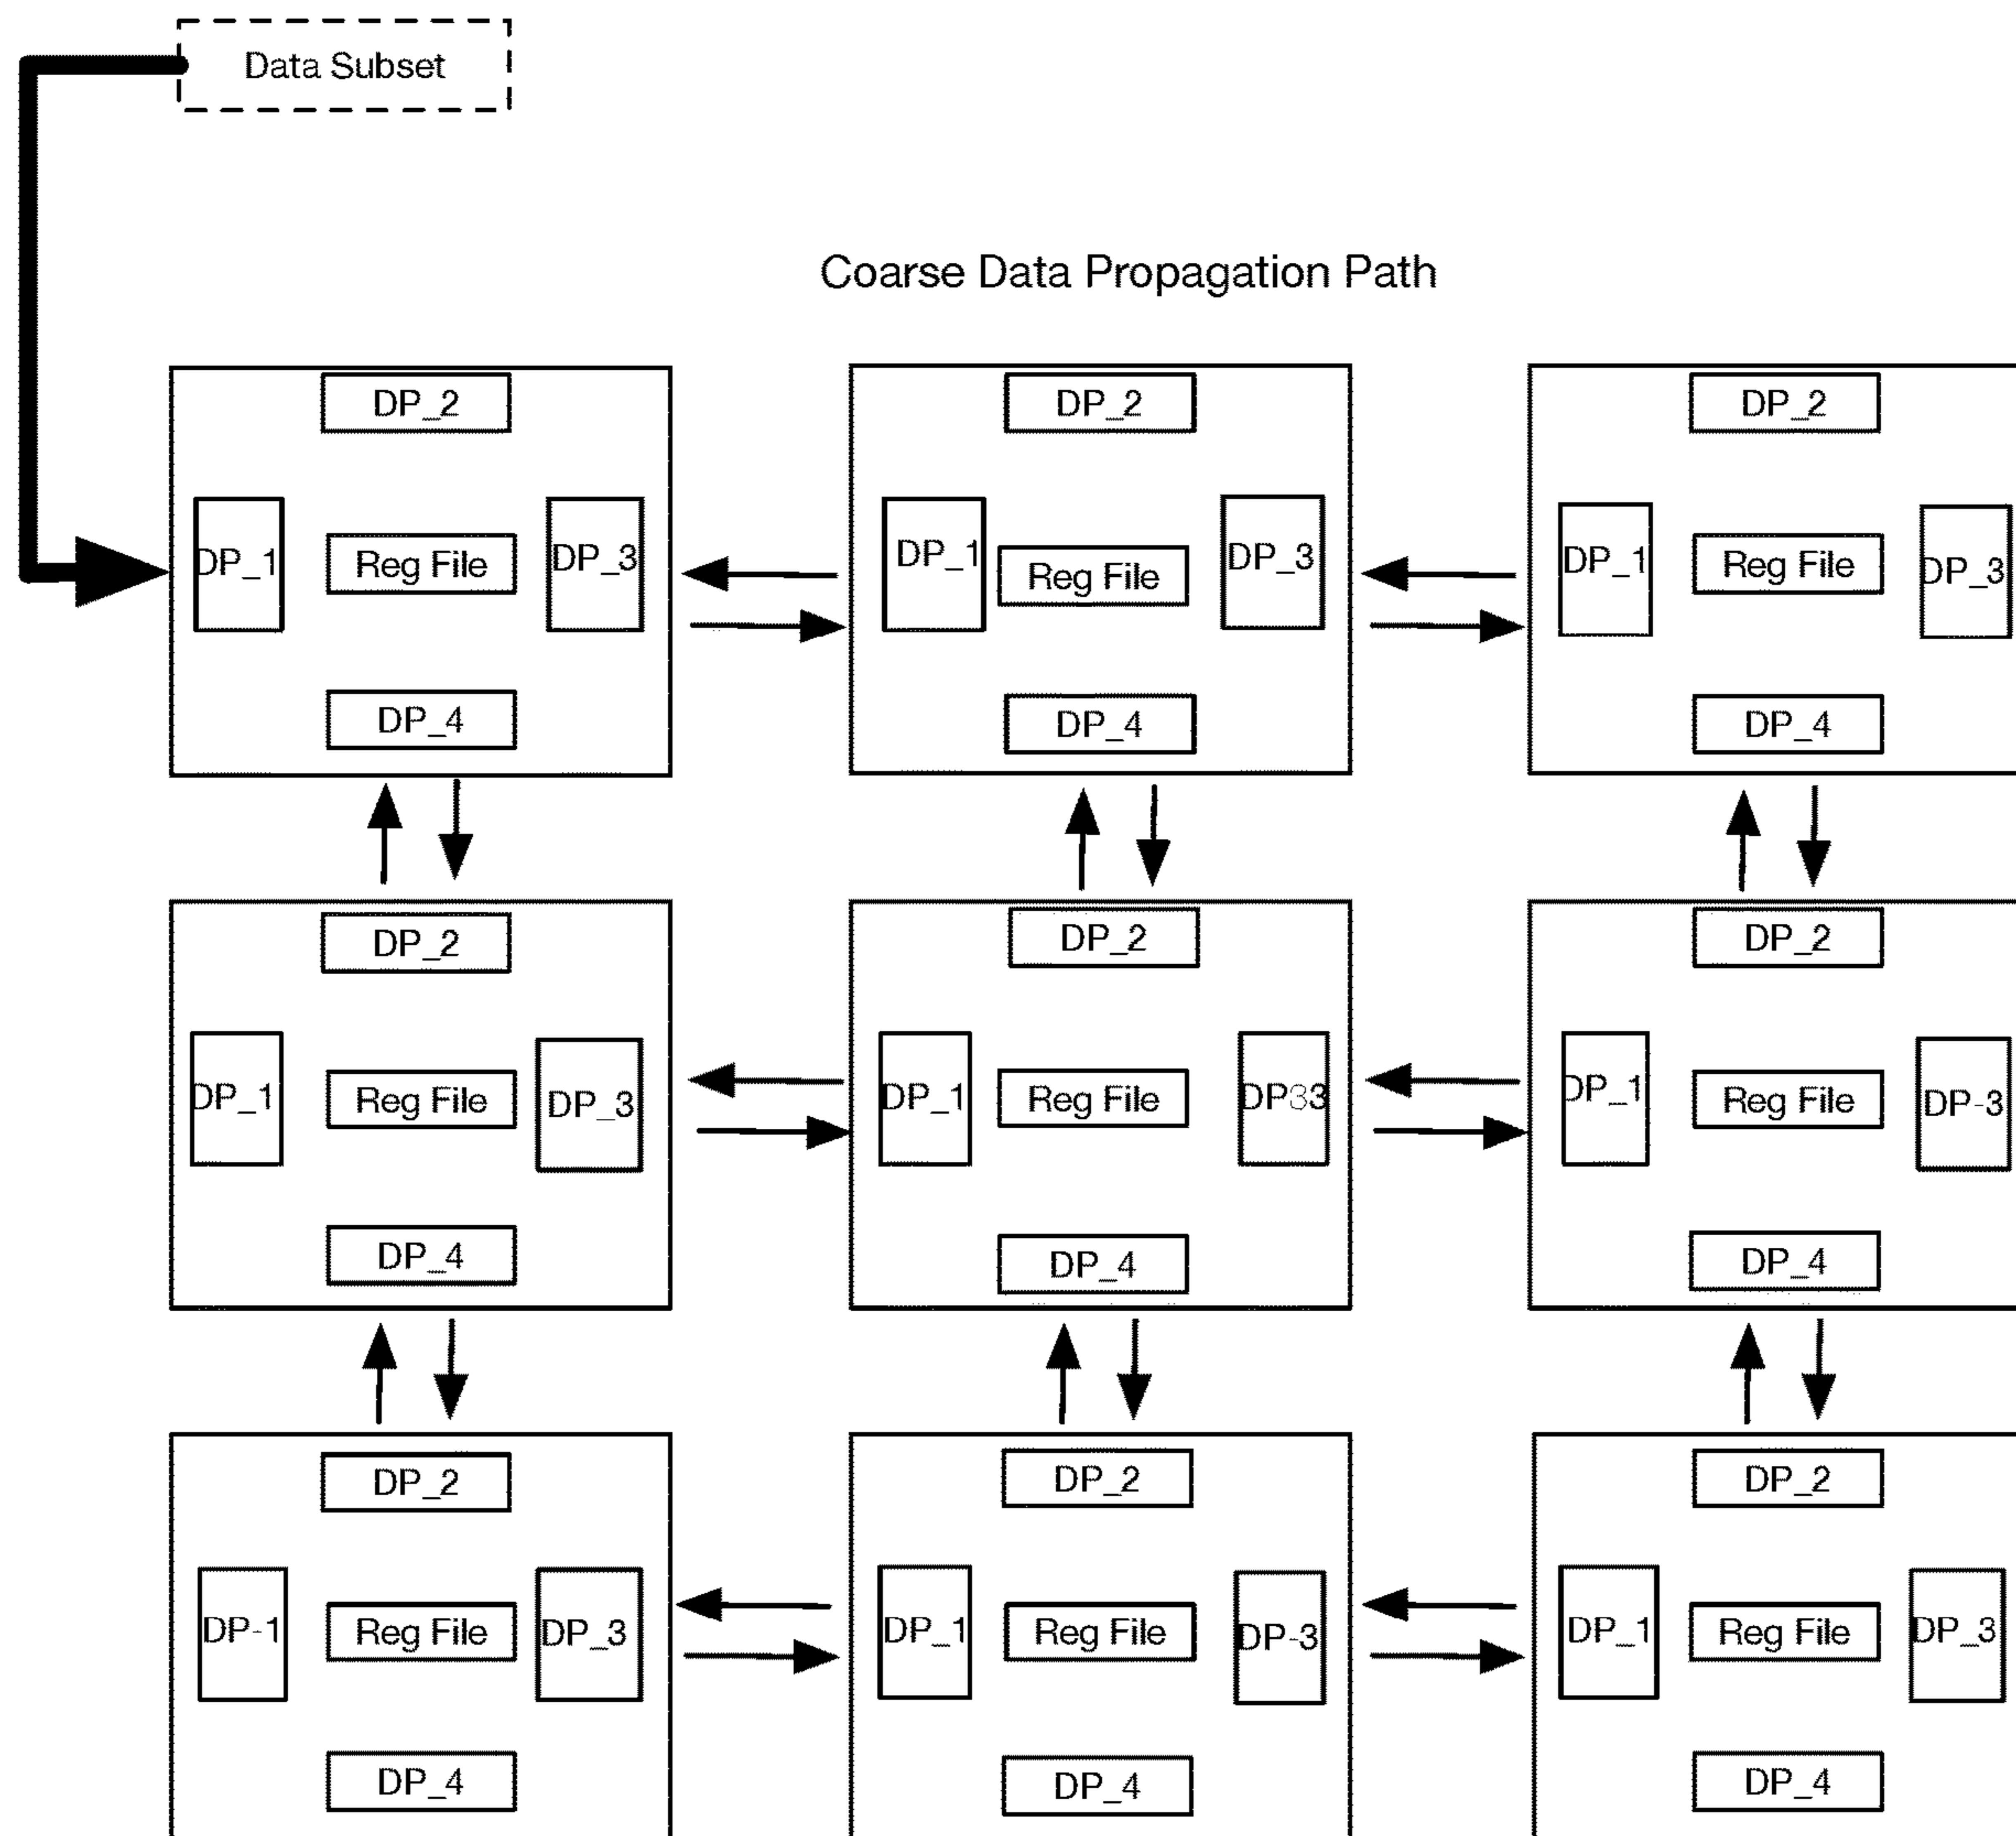 Data Subset
Coarse Data Propagation Path
DP_2
DP_1
Reg File
DP_3
DP_4
DP_2
DP_1
Reg File
DP_3
DP_4
DP_2
DP_1
Reg File
DP_3
DP_4
DP_2
DP_1
Reg File
DP_3
DP_4
DP_2
DP_1
Reg File
DP33
DP_4
DP_2
DP_1
Reg File
DP-3
DP_4
DP_2
DP-1
Reg File
DP_3
DP_4
DP_2
DP_1
Reg File
DP-3
DP_4
DP_2
DP_1
Reg File
DP_3
DP_4